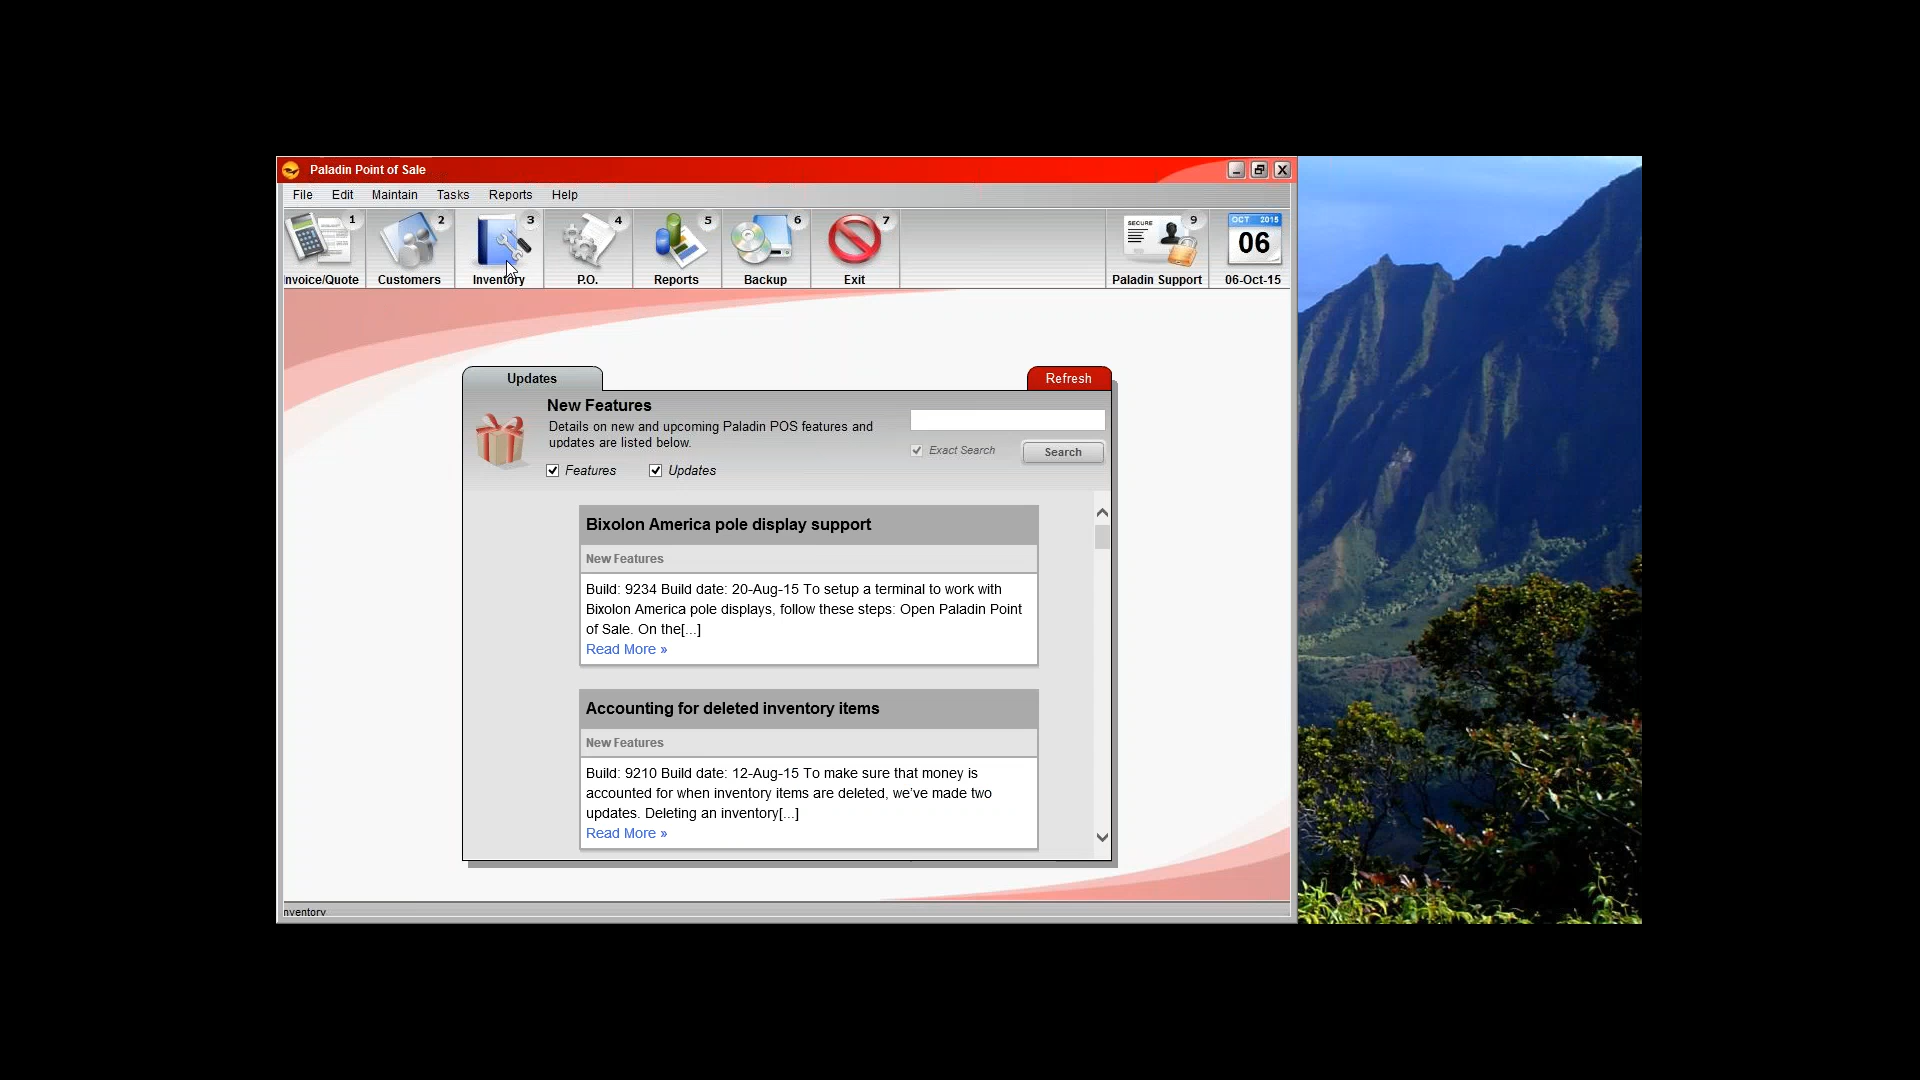 Paladin Point of Sale
File Edit Maintain Tasks Reports Help
1 2 3 4 5 6 7 SECURE 9 OCT 2015
06
nvoice/Quote Customers Inventory P.O. Reports Backup Exit Paladin Support 06-Oct-15
Updates Refresh
New Features
Details on new and upcoming Paladin POS features and
updates are listed below.
Exact Search Search
Features Updates
Bixolon America pole display support
New Features
Build: 9234 Build date: 20-Aug-15 To setup a terminal to work with
Bixolon America pole displays, follow these steps: Open Paladin Point
of Sale. On the[...]
Read More »
Accounting for deleted inventory items
New Features
Build: 9210 Build date: 12-Aug-15 To make sure that money is
accounted for when inventory items are deleted, we've made two
updates. Deleting an inventory[...]
Read More »
nventory